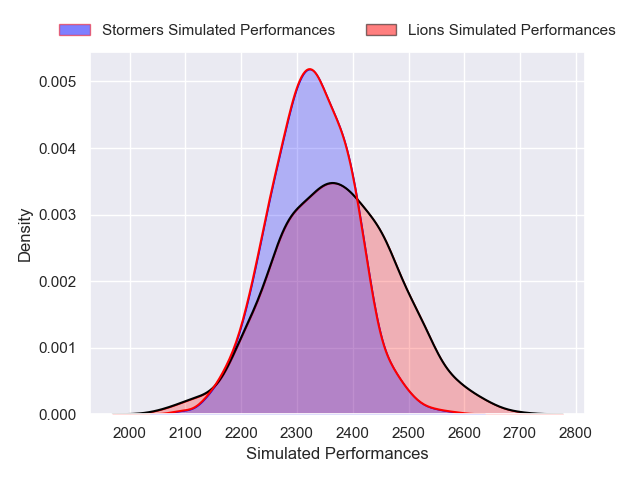 Stormers Simulated Performances
Lions Simulated Performances
0.005
0.004
0.003
0.002
0.001
0.000
Density
2000 2100 2200 2300 2400 2500 2600 2700 2800
Simulated Performances